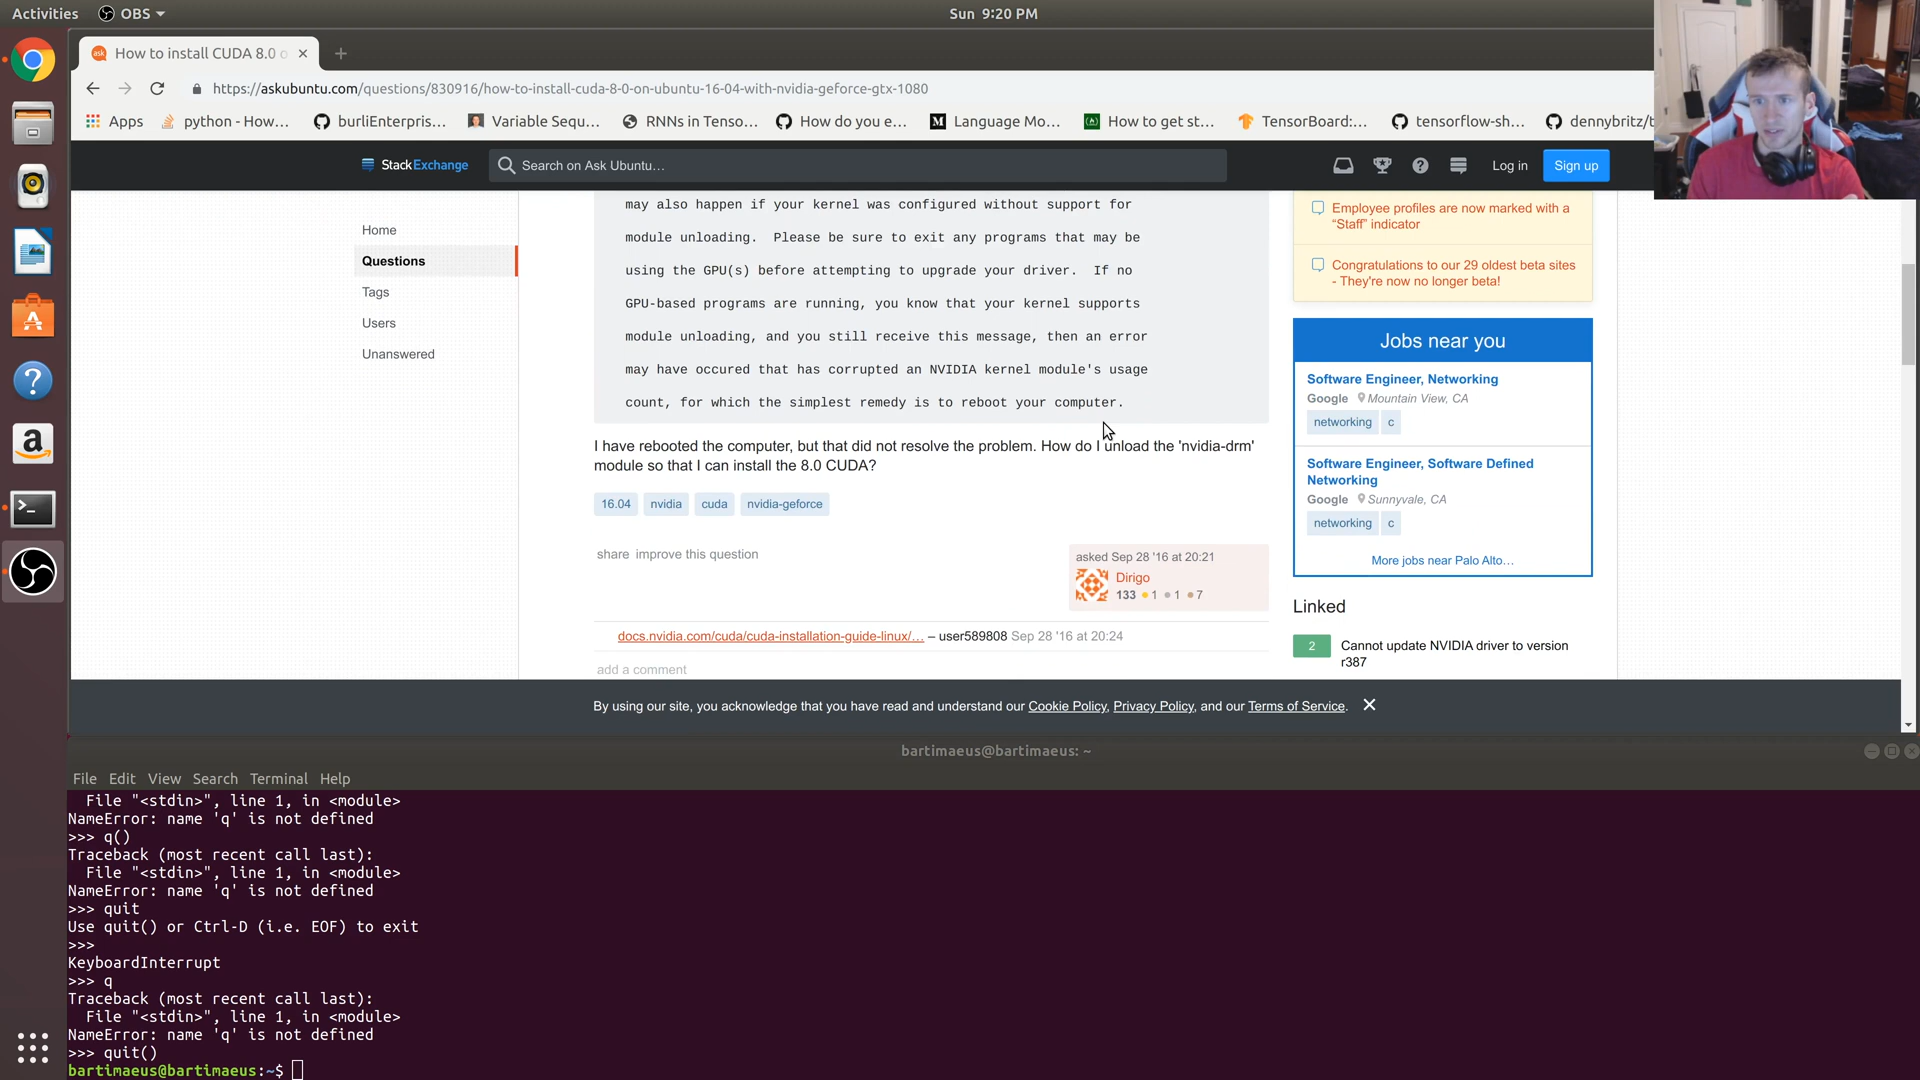 Activities
OBS
Sun 9:20 PM
How to install CUDA 8.0 o
https://askubuntu.com/questions/830916/how-to-install-cuda-8-0-on-ubuntu-16-04-with-nvidia-geforce-gtx-1080
Apps
python - How...
burliEnterpris...
Variable Sequ...
RNNs in Tenso...
How do you e...
Language Mo...
How to get st...
TensorBoard:...
tensorflow-sh...
dennybritz/t
StackExchange
Search on Ask Ubuntu...
Log in
Sign up
Home
Questions
Tags
Users
Unanswered
may also happen if your kernel was configured without support for
module unloading. Please be sure to exit any programs that may be
using the GPU(s) before attempting to upgrade your driver. If no
GPU-based programs are running, you know that your kernel supports
module unloading, and you still receive this message, then an error
may have occured that has corrupted an NVIDIA kernel module's usage
count, for which the simplest remedy is to reboot your computer.
I have rebooted the computer, but that did not resolve the problem. How do I unload the 'nvidia-drm'
module so that I can install the 8.0 CUDA?
16.04 nvidia cuda nvidia-geforce
share improve this question
asked Sep 28 '16 at 20:21
Dirigo
133 1 1 7
docs.nvidia.com/cuda/cuda-installation-guide-linux/... – user589808 Sep 28 '16 at 20:24
add a comment
Employee profiles are now marked with a
“Staff” indicator
Congratulations to our 29 oldest beta sites
- They're now no longer beta!
Jobs near you
Software Engineer, Networking
Google Mountain View, CA
networking c
Software Engineer, Software Defined
Networking
Google Sunnyvale, CA
networking c
More jobs near Palo Alto...
Linked
2 Cannot update NVIDIA driver to version
r387
By using our site, you acknowledge that you have read and understand our Cookie Policy, Privacy Policy, and our Terms of Service.
bartimaeus@bartimaeus: ~
File Edit View Search Terminal Help
File "<stdin>", line 1, in <module>
NameError: name 'q' is not defined
>>> q()
Traceback (most recent call last):
File "<stdin>", line 1, in <module>
NameError: name 'q' is not defined
>>> quit
Use quit() or Ctrl-D (i.e. EOF) to exit
>>>
KeyboardInterrupt
>>> q
Traceback (most recent call last):
File "<stdin>", line 1, in <module>
NameError: name 'q' is not defined
>>> quit()
bartimaeus@bartimaeus:~$